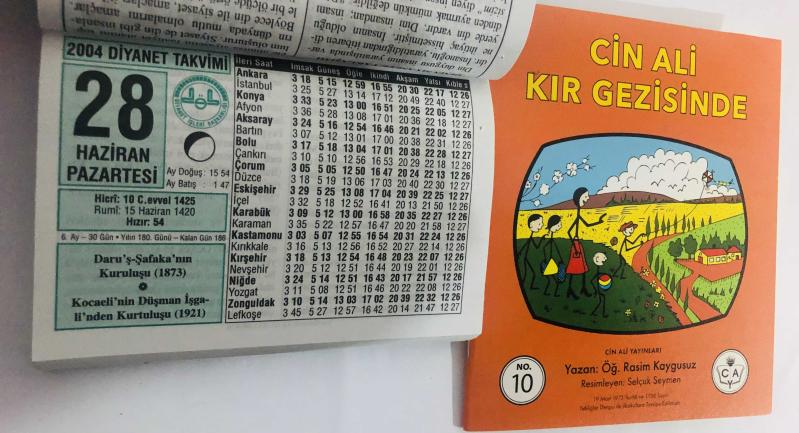 2004 DİYANET TAKVİMİ
28
HAZİRAN
PAZARTESİ
DİYANET İŞLERİ BAŞKANLIĞI
Ay Doğuş : 15 54
Ay Batış : 1 47
Hicrî: 10 C.evvel 1425
Rumî: 15 Haziran 1420
Hızır: 54
6. Ay – 30 Gün • Yılın 180. Günü – Kalan Gün 186
Daru'ş-Şafaka'nın
Kuruluşu (1873)
Kocaeli'nin Düşman İşga-
li'nden Kurtuluşu (1921)
İleri Saat İmsak Güneş Öğle İkindi Akşam Yatsı Kıble s
Ankara 3 18 5 15 12 59 16 55 20 30 22 17 12 26
İstanbul 3 25 5 27 13 14 17 12 20 49 22 40 12 27
Konya 3 33 5 23 13 00 16 51 20 25 22 05 12 27
Afyon 3 36 5 28 13 08 17 01 20 36 22 18 12 27
Aksaray 3 24 5 16 12 54 16 46 20 21 22 02 12 26
Bartın 3 07 5 12 13 01 17 00 20 38 22 31 12 26
Bolu 3 17 5 18 13 04 17 01 20 38 22 28 12 27
Çankırı 3 10 5 10 12 56 16 53 20 29 22 18 12 26
Çorum 3 05 5 05 12 50 16 47 20 24 22 13 12 26
Düzce 3 18 5 19 13 06 17 03 20 40 22 30 12 27
Eskişehir 3 29 5 25 13 08 17 04 20 39 22 25 12 27
İçel 3 32 5 18 12 52 16 41 20 13 21 50 12 26
Karabük 3 09 5 12 13 00 16 58 20 35 22 27 12 26
Karaman 3 35 5 22 12 57 16 47 20 20 21 58 12 27
Kastamonu 3 03 5 07 12 55 16 54 20 31 22 24 12 26
Kırıkkale 3 16 5 13 12 56 16 52 20 27 22 14 12 26
Kırşehir 3 18 5 13 12 54 16 48 20 23 22 07 12 26
Nevşehir 3 20 5 12 12 51 16 44 20 19 22 01 12 26
Niğde 3 24 5 14 12 51 16 43 20 17 21 57 12 26
Yozgat 3 11 5 08 12 51 16 46 20 22 22 08 12 26
Zonguldak 3 10 5 14 13 03 17 02 20 39 22 32 12 26
Lefkoşe 3 45 5 27 12 57 16 42 20 14 21 47 12 27
CİN ALİ
KIR GEZİSİNDE
CİN ALİ YAYINLARI
Yazan: Öğ. Rasim Kaygusuz
Resimleyen: Selçuk Seymen
NO.
10
C A
Y